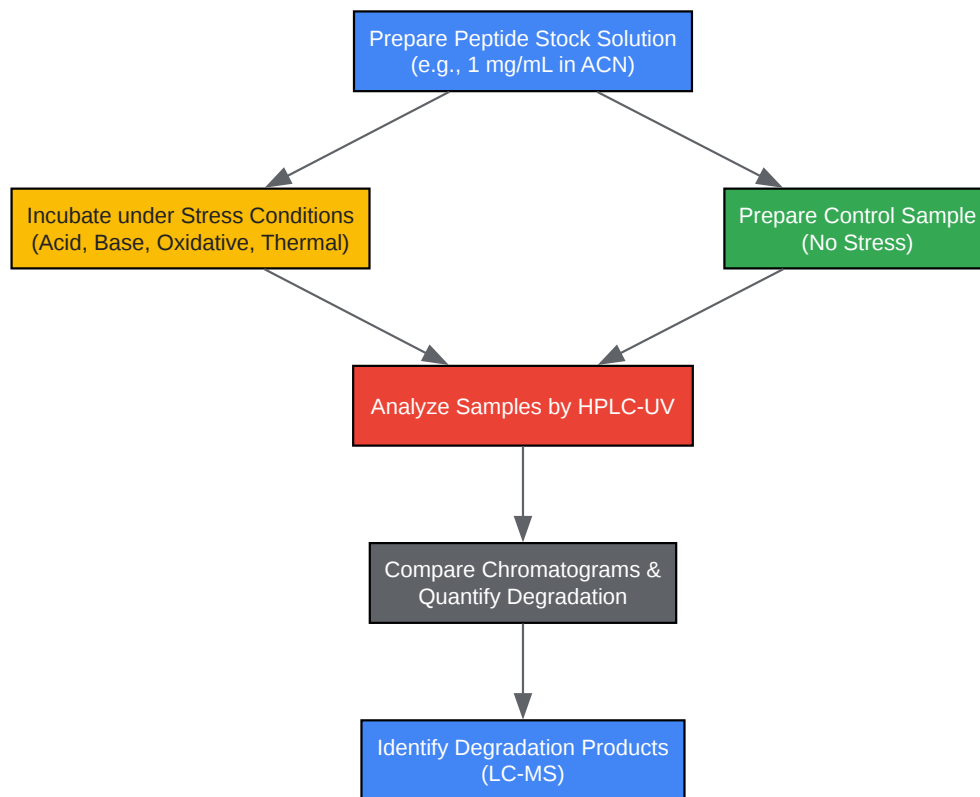 Prepare Peptide Stock Solution
(e.g., 1 mg/mL in ACN)
Incubate under Stress Conditions
(Acid, Base, Oxidative, Thermal)
Prepare Control Sample
(No Stress)
Analyze Samples by HPLC-UV
Compare Chromatograms &
Quantify Degradation
Identify Degradation Products
(LC-MS)